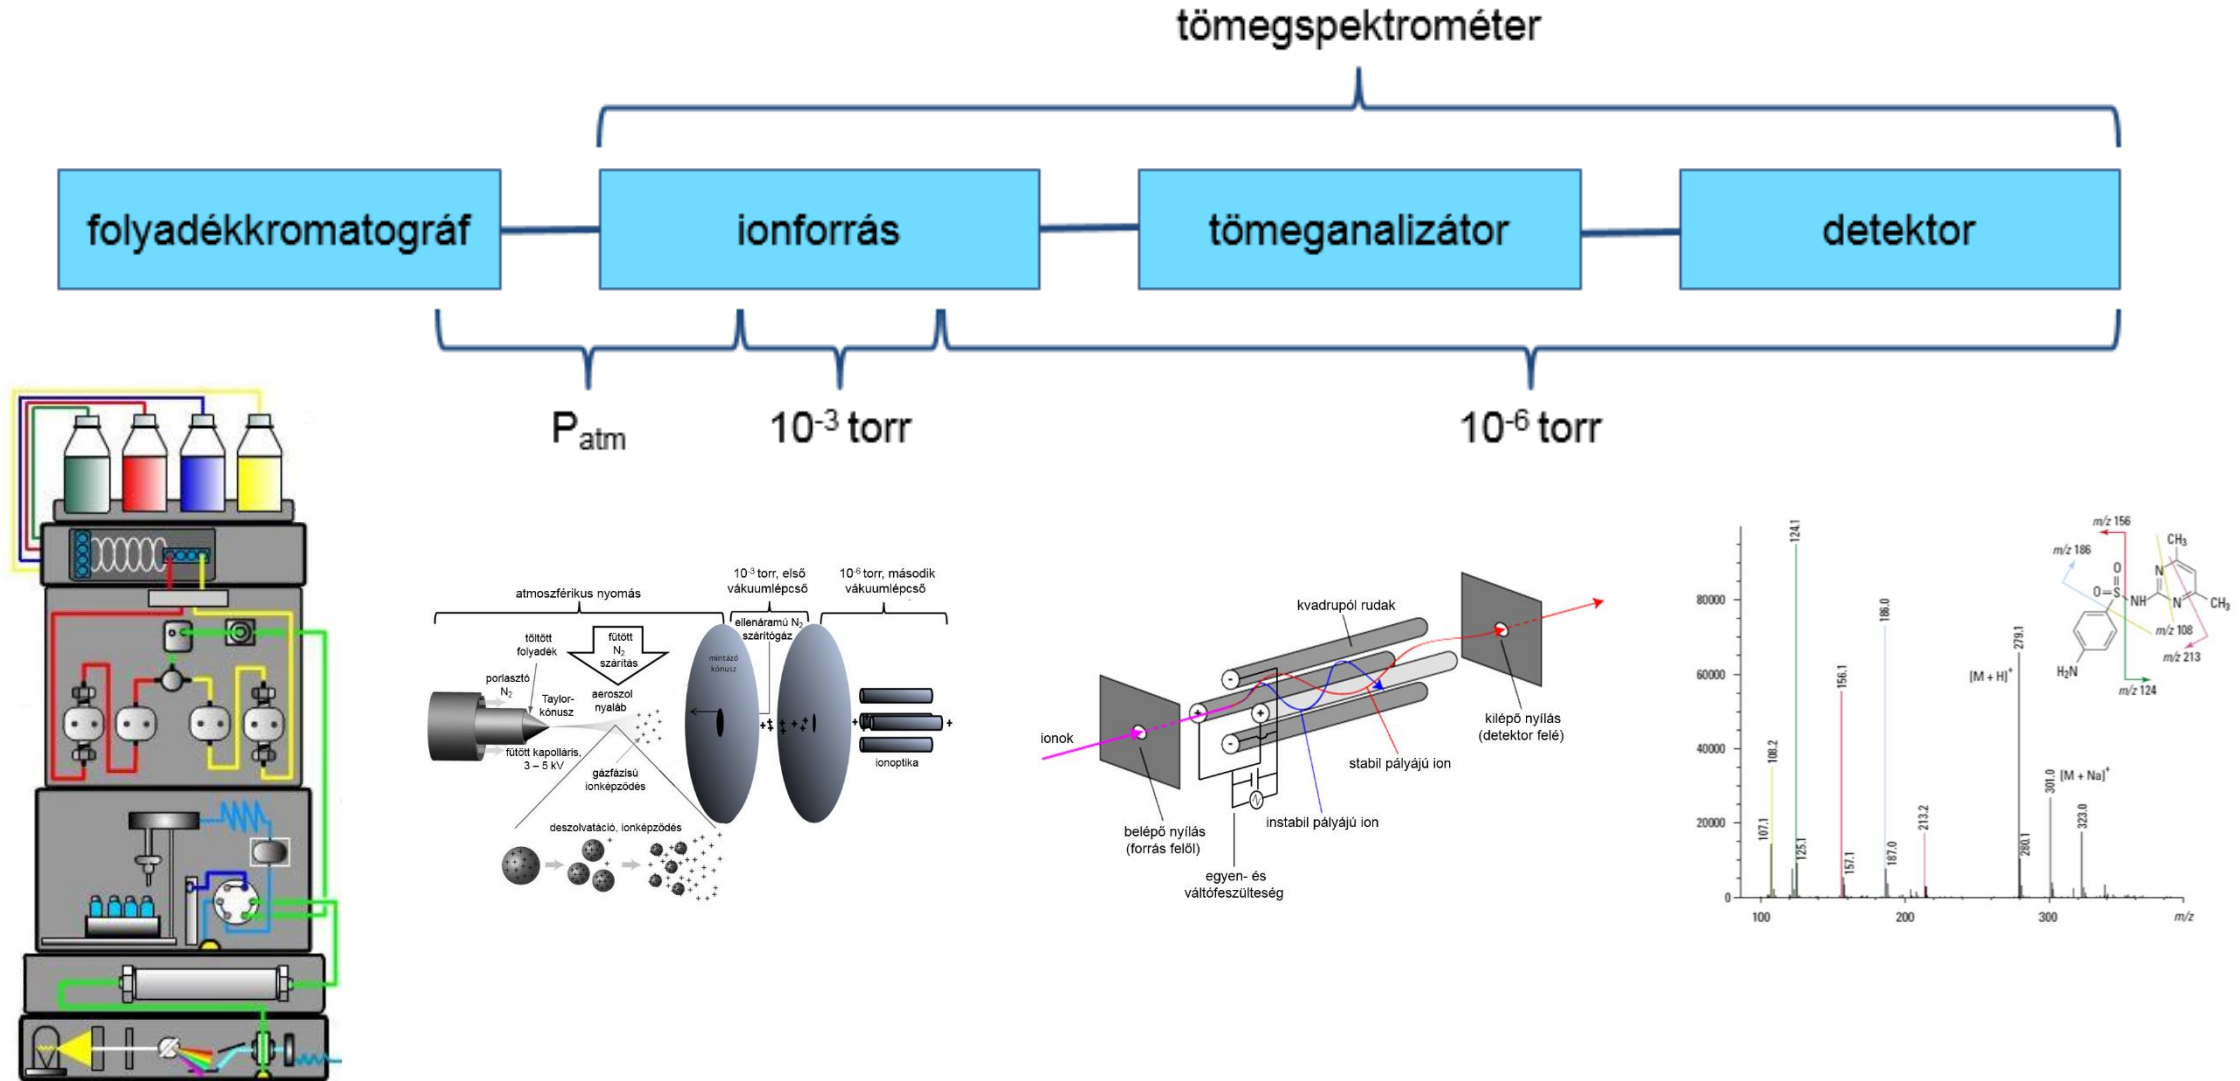 tömegspektrométer
folyadékkromatográf
ionforrás
tömeganalizátor
detektor
Patm
10-3 torr
10-6 torr
atmoszférikus nyomás
10-3 torr, első
vákuumlépcső
10-6 torr, második
vákuumlépcső
ellenáramú N2
szárítógáz
töltött
folyadék
fűtött
N2
szárítás
mintázó
kónusz
porlasztó
N2
Taylor-
kónusz
aeroszol
nyaláb
fűtött kapolláris,
3 – 5 kV
gázfázisú
ionképződés
ionoptika
deszolvatáció, ionképződés
kvadrupól rudak
ionok
kilépő nyílás
(detektor felé)
stabil pályájú ion
instabil pályájú ion
belépő nyílás
(forrás felől)
egyen- és
váltófeszültség
80000
60000
40000
20000
0
100
200
300
m/z
107.1
108.2
124.1
125.1
156.1
157.1
186.0
187.0
213.2
279.1
[M + H]+
280.1
301.0
[M + Na]+
323.0
m/z 156
m/z 186
CH3
O
O
S
NH
N
N
CH3
m/z 108
m/z 213
H2N
m/z 124